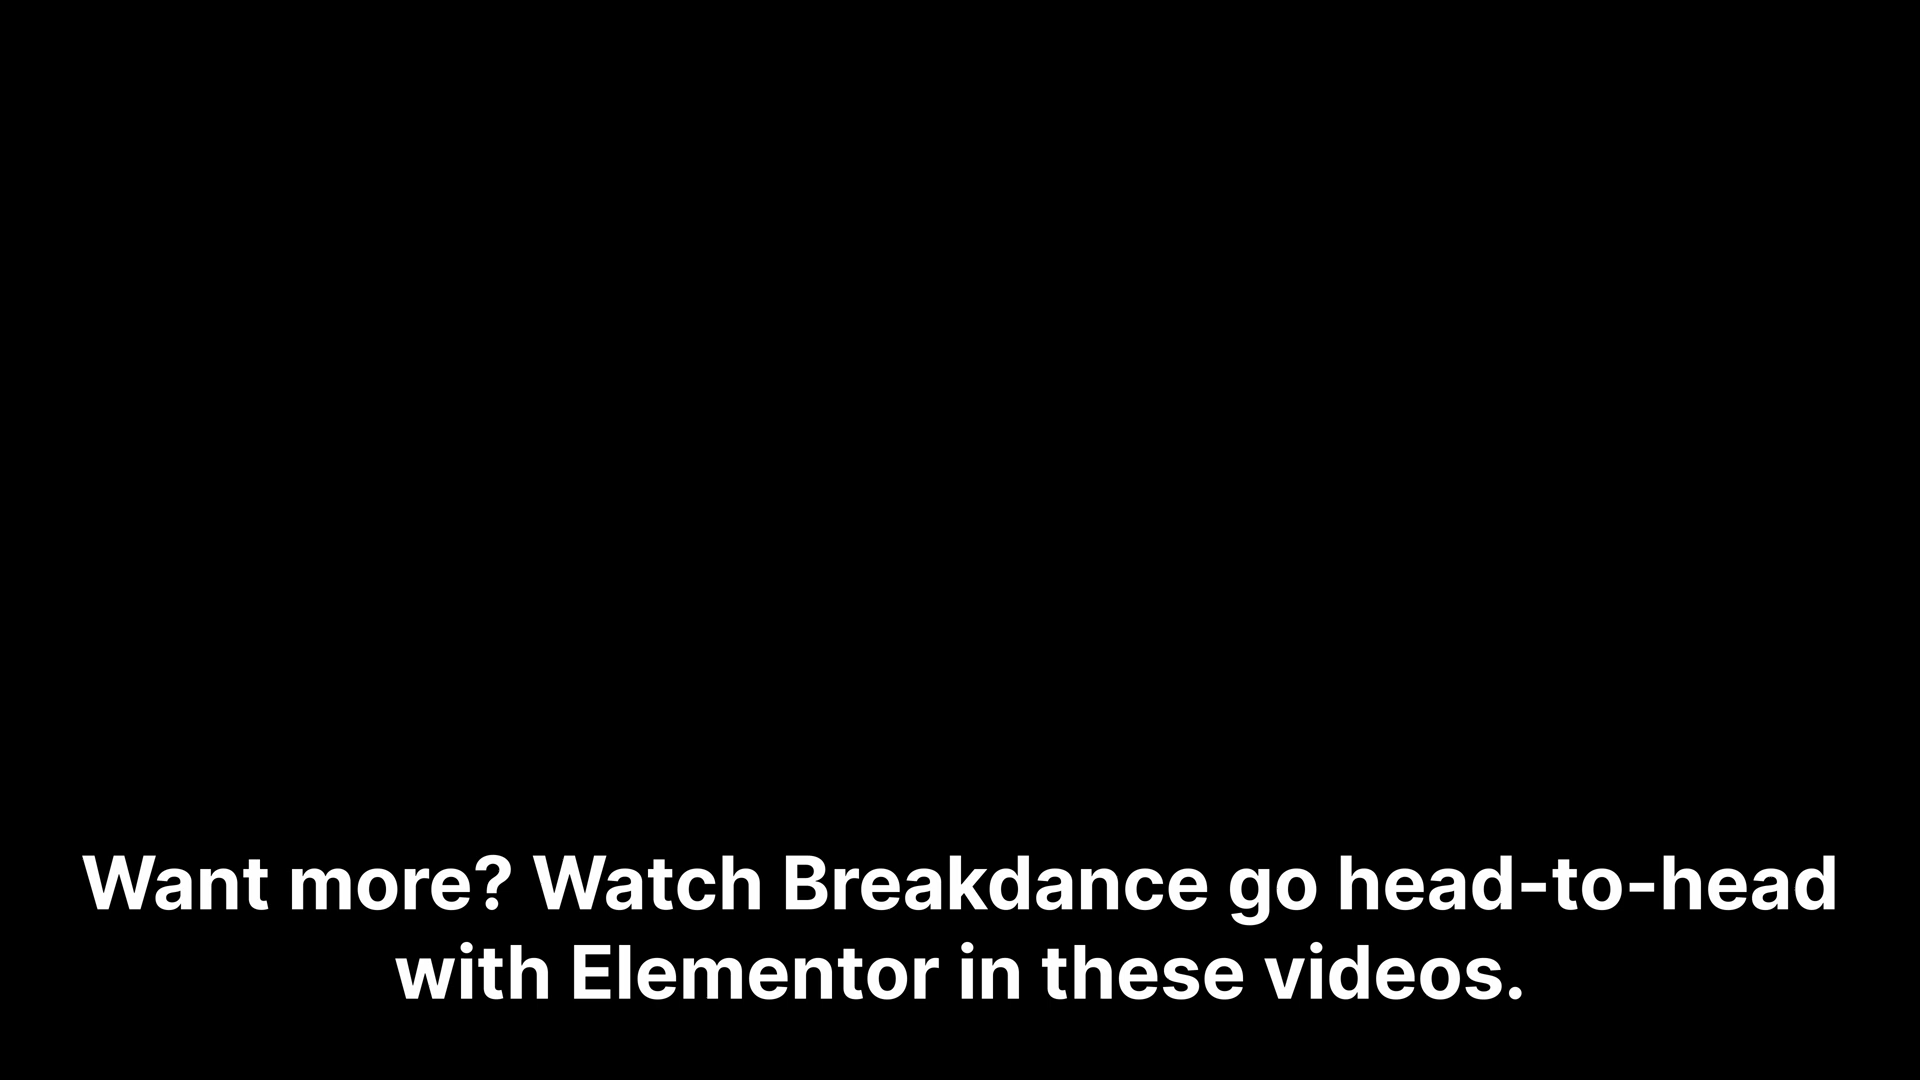 Want more? Watch Breakdance go head-to-head
with Elementor in these videos.